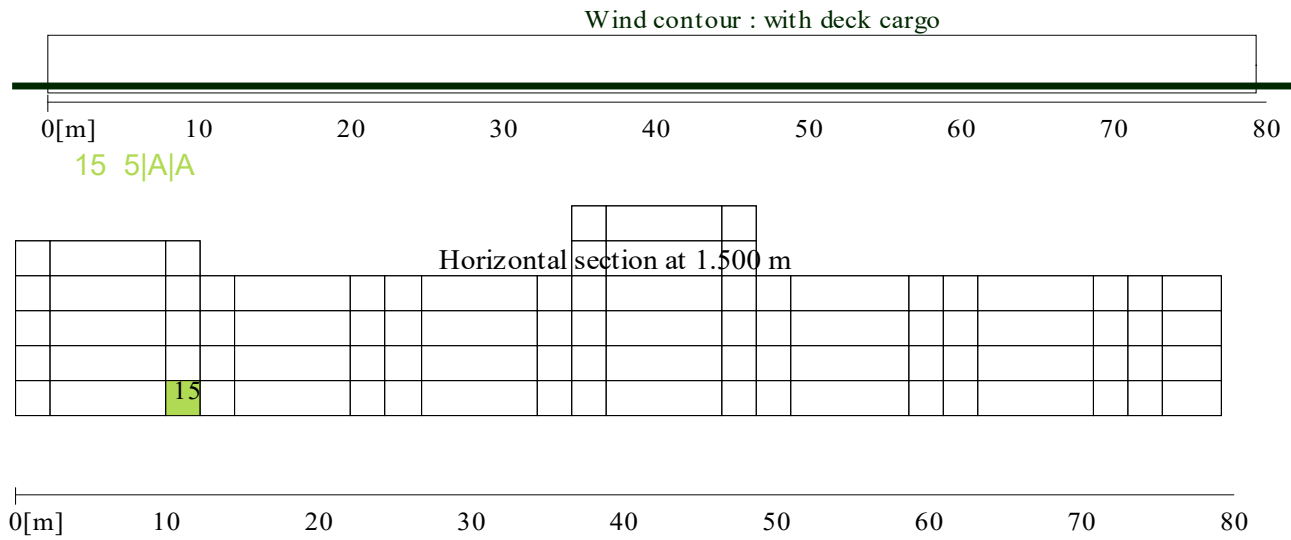 Wind contour : with deck cargo
0[m] 10 20 30 40 50 60 70 80
15 5|A|A
Horizontal section at 1.500 m
15
0[m] 10 20 30 40 50 60 70 80